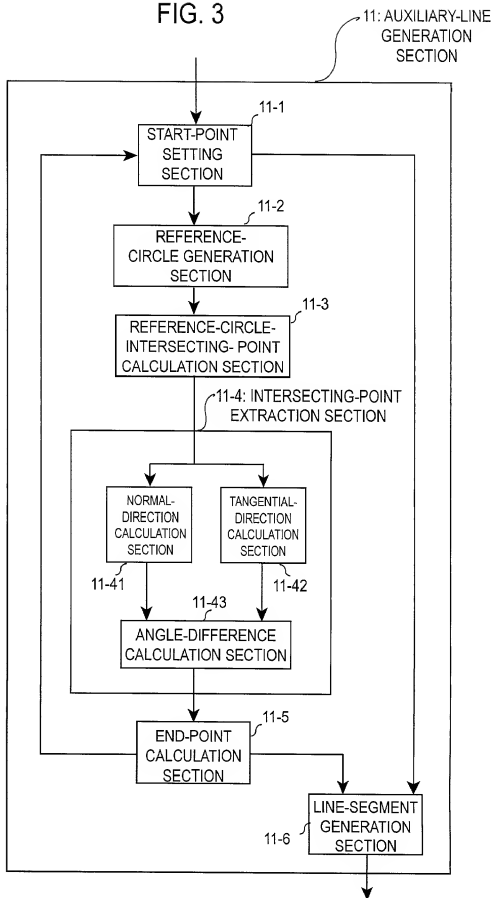 FIG. 3
11: AUXILIARY-LINE
GENERATION
SECTION
11-1
START-POINT
SETTING
SECTION
11-2
REFERENCE-
CIRCLE GENERATION
SECTION
11-3
REFERENCE-CIRCLE-
INTERSECTING- POINT
CALCULATION SECTION
11-4: INTERSECTING-POINT
EXTRACTION SECTION
NORMAL-
DIRECTION
CALCULATION
SECTION
TANGENTIAL-
DIRECTION
CALCULATION
SECTION
11-41
11-42
11-43
ANGLE-DIFFERENCE
CALCULATION SECTION
11-5
END-POINT
CALCULATION
SECTION
LINE-SEGMENT
GENERATION
SECTION
11-6